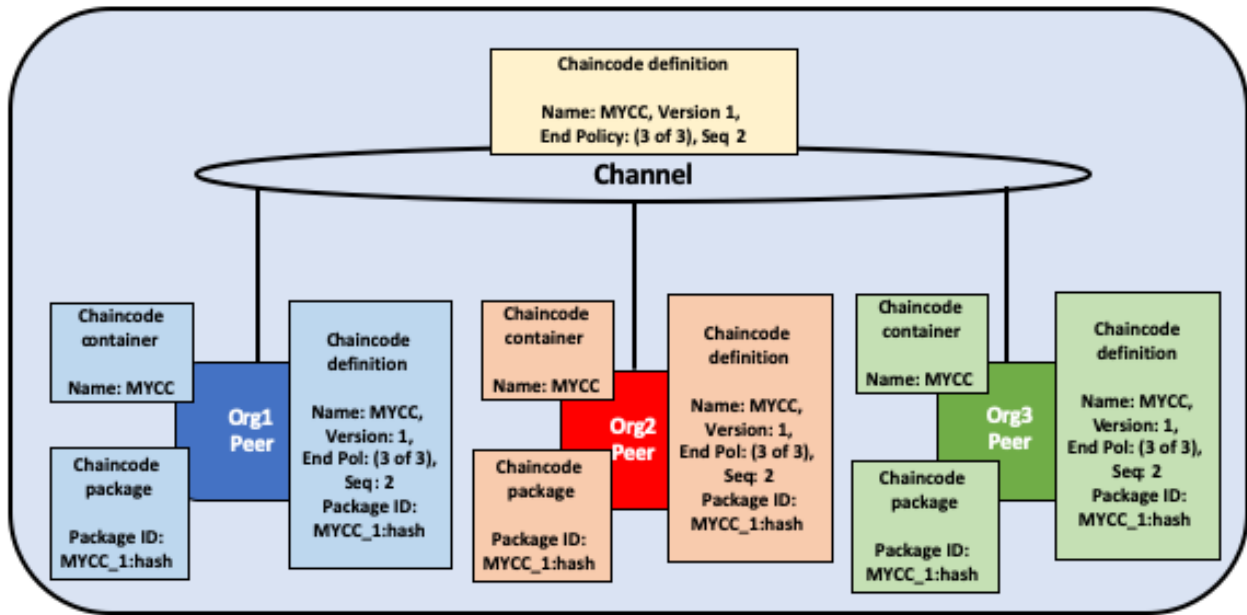 Chaincode definition
Name: MYCC, Version 1,
End Policy: (3 of 3), Seq 2
Channel
Chaincode
container
Name: MYCC
Org1
Peer
Chaincode
package
Package ID:
MYCC_1:hash
Chaincode
definition
Name: MYCC,
Version: 1,
End Pol: (3 of 3),
Seq: 2
Package ID:
MYCC_1:hash
Chaincode
container
Name: MYCC
Org2
Peer
Chaincode
package
Package ID:
MYCC_1:hash
Chaincode
definition
Name: MYCC,
Version: 1,
End Pol: (3 of 3),
Seq: 2
Package ID:
MYCC_1:hash
Chaincode
container
Name: MYCC
Org3
Peer
Chaincode
package
Package ID:
MYCC_1:hash
Chaincode
definition
Name: MYCC,
Version: 1,
End Pol: (3 of 3),
Seq: 2
Package ID:
MYCC_1:hash